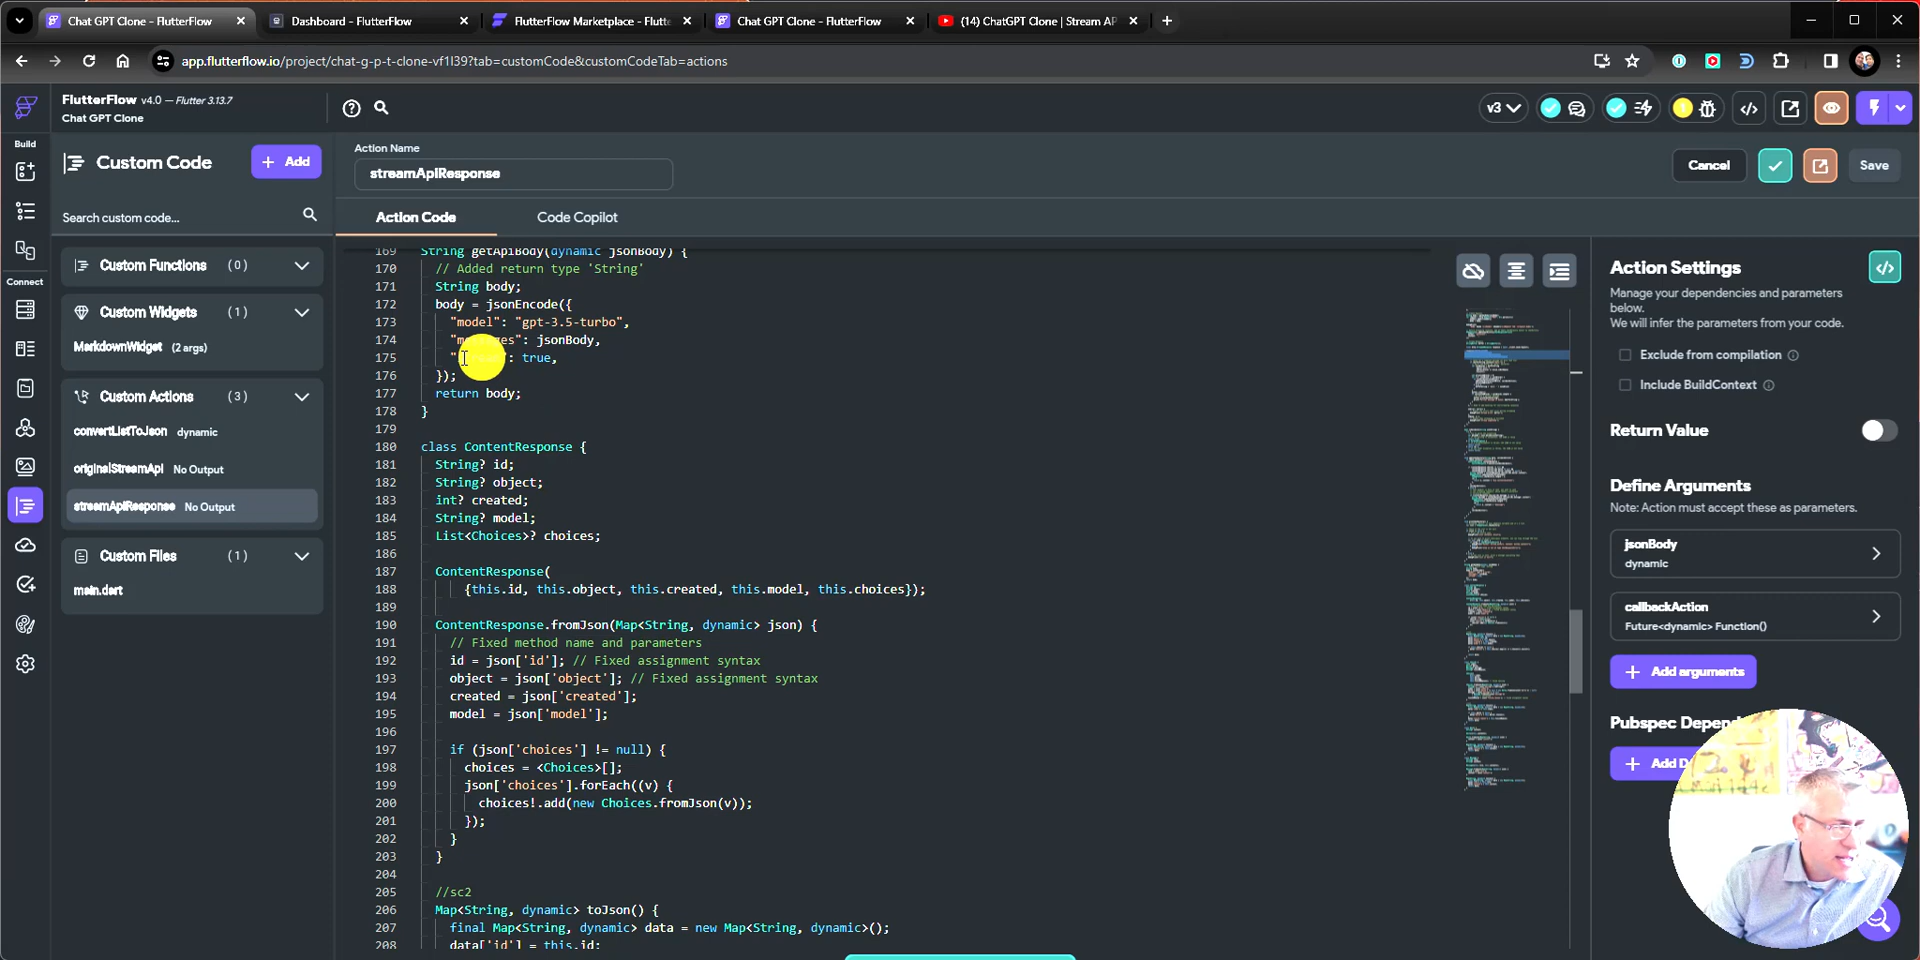 Chat GPT Clone - FlutterFlow
Dashboard - FlutterFlow
FlutterFlow Marketplace - Flutte
Chat GPT Clone - FlutterFlow
(14) ChatGPT Clone | Stream AP
app.flutterflow.io/project/chat-g-p-t-clone-vf1l39?tab=customCode&customCodeTab=actions
FlutterFlow v4.0 — Flutter 3.13.7
Chat GPT Clone
v3
1
Build
Connect
Custom Code
+ Add
Search custom code...
Custom Functions (0)
Custom Widgets (1)
MarkdownWidget (2 args)
Custom Actions (3)
convertListToJson dynamic
originalStreamApi No Output
streamApiResponse No Output
Custom Files (1)
main.dart
Action Name
streamApiResponse
Cancel
Save
Action Code
Code Copilot
169 String getApiBody(dynamic jsonBody) {
170 // Added return type 'String'
171 String body;
172 body = jsonEncode({
173 "model": "gpt-3.5-turbo",
174 "messages": jsonBody,
175 ": true,
176 });
177 return body;
178 }
179
180 class ContentResponse {
181 String? id;
182 String? object;
183 int? created;
184 String? model;
185 List<Choices>? choices;
186
187 ContentResponse(
188 {this.id, this.object, this.created, this.model, this.choices});
189
190 ContentResponse.fromJson(Map<String, dynamic> json) {
191 // Fixed method name and parameters
192 id = json['id']; // Fixed assignment syntax
193 object = json['object']; // Fixed assignment syntax
194 created = json['created'];
195 model = json['model'];
196
197 if (json['choices'] != null) {
198 choices = <Choices>[];
199 json['choices'].forEach((v) {
200 choices!.add(new Choices.fromJson(v));
201 });
202 }
203 }
204
205 //sc2
206 Map<String, dynamic> toJson() {
207 final Map<String, dynamic> data = new Map<String, dynamic>();
208 data['id'] = this.id;
Action Settings
Manage your dependencies and parameters
below.
We will infer the parameters from your code.
Exclude from compilation
Include BuildContext
Return Value
Define Arguments
Note: Action must accept these as parameters.
jsonBody
dynamic
callbackAction
Future<dynamic> Function()
+ Add arguments
Pubspec Depend
+ Add D